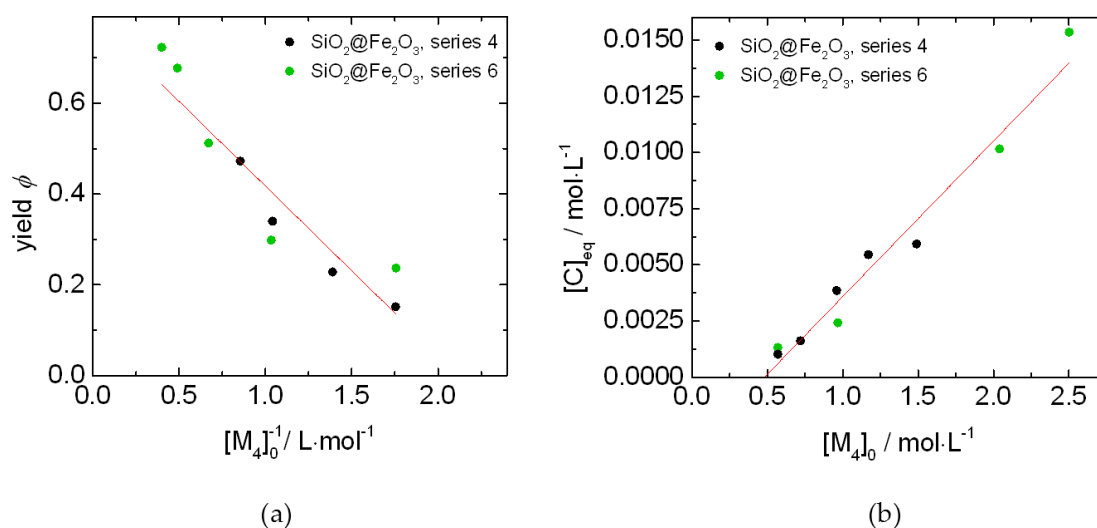 SiO₂@Fe₂O₃, series 4
SiO₂@Fe₂O₃, series 6
yield ϕ
0.6
0.4
0.2
0.0
0.0 0.5 1.0 1.5 2.0
[M₄]₀⁻¹/ L·mol⁻¹
(a)
SiO₂@Fe₂O₃, series 4
SiO₂@Fe₂O₃, series 6
[C]eq / mol·L⁻¹
0.0150
0.0125
0.0100
0.0075
0.0050
0.0025
0.0000
0.0 0.5 1.0 1.5 2.0 2.5
[M₄]₀ / mol·L⁻¹
(b)